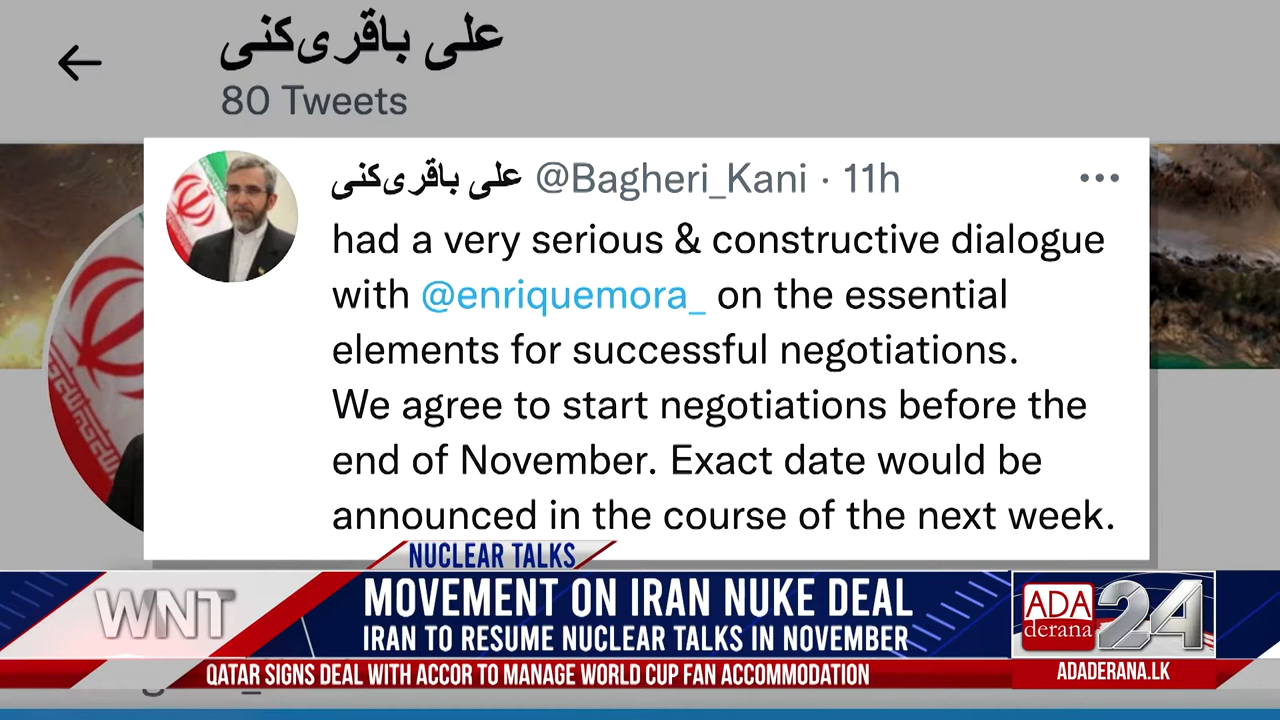 علی باقری‌کنی
80 Tweets
علی باقری‌کنی @Bagheri_Kani · 11h
had a very serious & constructive dialogue
with @enriquemora_ on the essential
elements for successful negotiations.
We agree to start negotiations before the
end of November. Exact date would be
announced in the course of the next week.
NUCLEAR TALKS
WNT
MOVEMENT ON IRAN NUKE DEAL
IRAN TO RESUME NUCLEAR TALKS IN NOVEMBER
ADA
derana
24
QATAR SIGNS DEAL WITH ACCOR TO MANAGE WORLD CUP FAN ACCOMMODATION
ADADERANA.LK